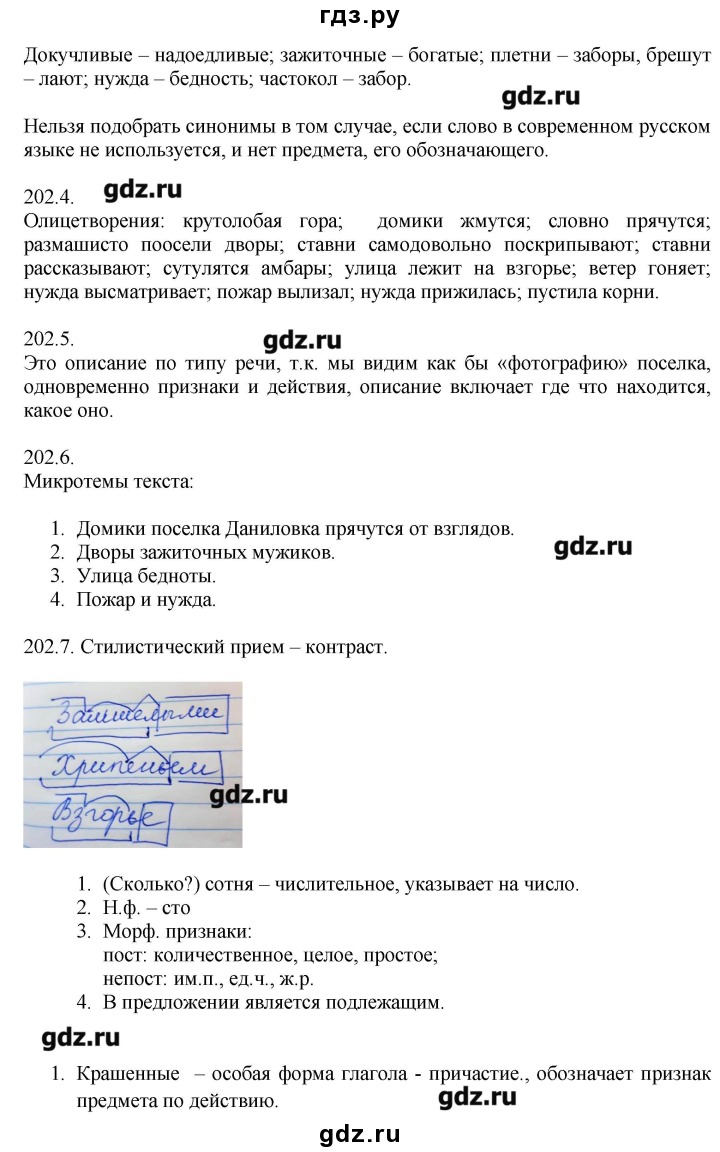 гдз.ру
Докучливые – надоедливые; зажиточные – богатые; плетни – заборы, брешут
– лают; нужда – бедность; частокол – забор.
gdz.ru
Нельзя подобрать синонимы в том случае, если слово в современном русском
языке не используется, и нет предмета, его обозначающего.
202.4.
gdz.ru
Олицетворения: крутолобая гора; домики жмутся; словно прячутся;
размашисто поосели дворы; ставни самодовольно поскрипывают; ставни
рассказывают; сутулятся амбары; улица лежит на взгорье; ветер гоняет;
нужда высматривает; пожар вылизал; нужда прижилась; пустила корни.
202.5.
gdz.ru
Это описание по типу речи, т.к. мы видим как бы «фотографию» поселка,
одновременно признаки и действия, описание включает где что находится,
какое оно.
202.6.
Микротемы текста:
1. Домики поселка Даниловка прячутся от взглядов.
gdz.ru
2. Дворы зажиточных мужиков.
3. Улица бедноты.
4. Пожар и нужда.
202.7. Стилистический прием – контраст.
Замшелыми
Хрипеньем
gdz.ru
Взгорье
1. (Сколько?) сотня – числительное, указывает на число.
2. Н.ф. – сто
3. Морф. признаки:
пост: количественное, целое, простое;
непост: им.п., ед.ч., ж.р.
4. В предложении является подлежащим.
gdz.ru
1. Крашенные – особая форма глагола - причастие., обозначает признак
предмета по действию.
gdz.ru
gdz.ru